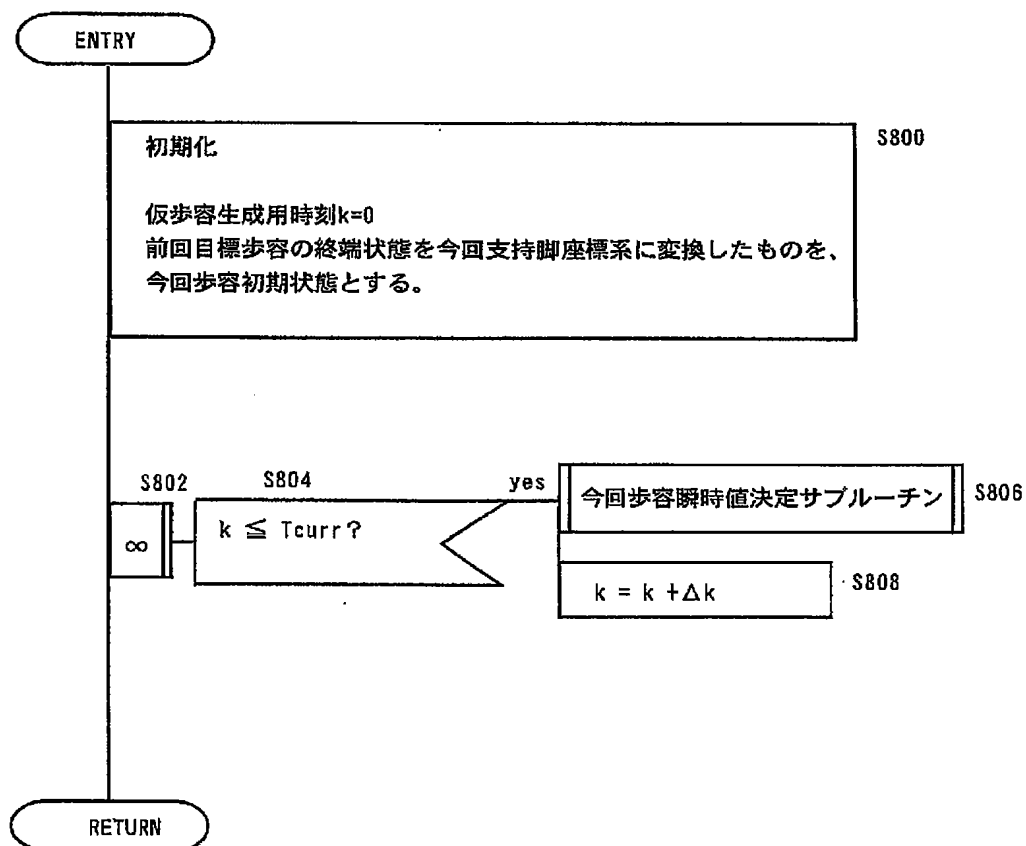 ENTRY
S800
初期化
仮歩容生成用時刻k=0
前回目標歩容の終端状態を今回支持脚座標系に変換したものを、
今回歩容初期状態とする。
S802
∞
S804
k ≦ Tcurr?
yes
今回歩容瞬時値決定サブルーチン
S806
k = k +Δk
S808
RETURN